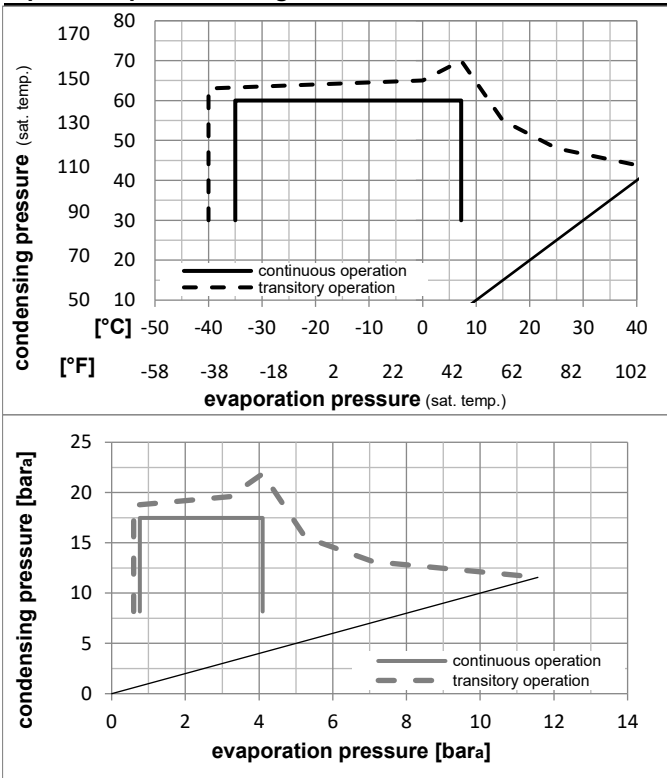 170 80
150 70
130 60
110 50
90 40
70 30
50 20
10
condensing pressure (sat. temp.)
continuous operation
transitory operation
[°C] -50 -40 -30 -20 -10 0 10 20 30 40
[°F] -58 -38 -18 2 22 42 62 82 102
evaporation pressure (sat. temp.)
condensing pressure [bara]
25
20
15
10
5
0
continuous operation
transitory operation
0 2 4 6 8 10 12 14
evaporation pressure [bara]